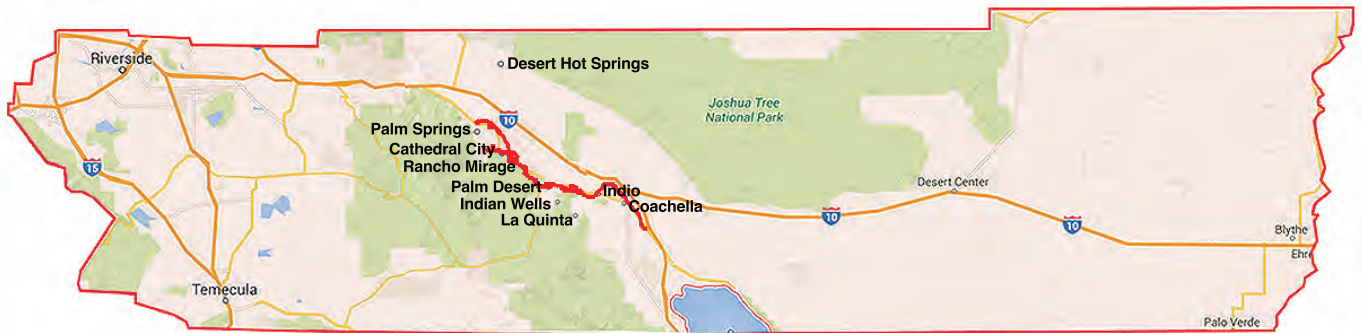 Riverside
Desert Hot Springs
Joshua Tree
National Park
10
Palm Springs
Cathedral City
Rancho Mirage
15
Palm Desert
Indio
Indian Wells
Coachella
La Quinta
Desert Center
10
10
Blythe
Ehre
Temecula
Palo Verde